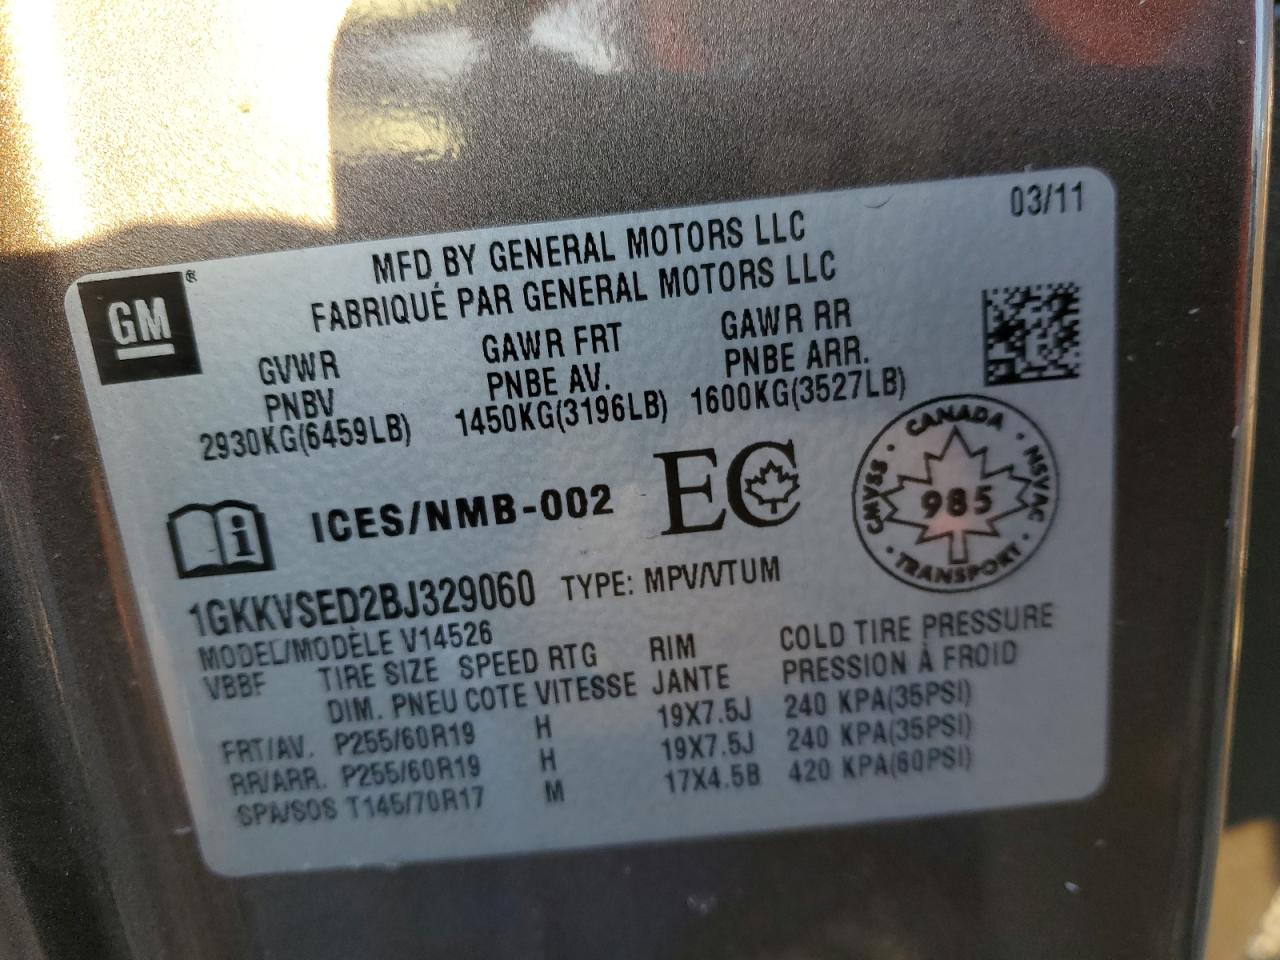 03/11
GM ®
MFD BY GENERAL MOTORS LLC
FABRIQUÉ PAR GENERAL MOTORS LLC
GVWR GAWR FRT GAWR RR
PNBV PNBE AV. PNBE ARR.
2930KG(6459LB) 1450KG(3196LB) 1600KG(3527LB)
i ICES/NMB-002 EC
CANADA
CMVSS 985 NSVAC
TRANSPORT
1GKKVSED2BJ329060 TYPE: MPV/VTUM
MODEL/MODÈLE V14526
VBBF TIRE SIZE SPEED RTG RIM COLD TIRE PRESSURE
DIM. PNEU COTE VITESSE JANTE PRESSION À FROID
FRT/AV. P255/60R19 H 19X7.5J 240 KPA(35PSI)
RR/ARR. P255/60R19 H 19X7.5J 240 KPA(35PSI)
SPA/SOS T145/70R17 M 17X4.5B 420 KPA(60PSI)